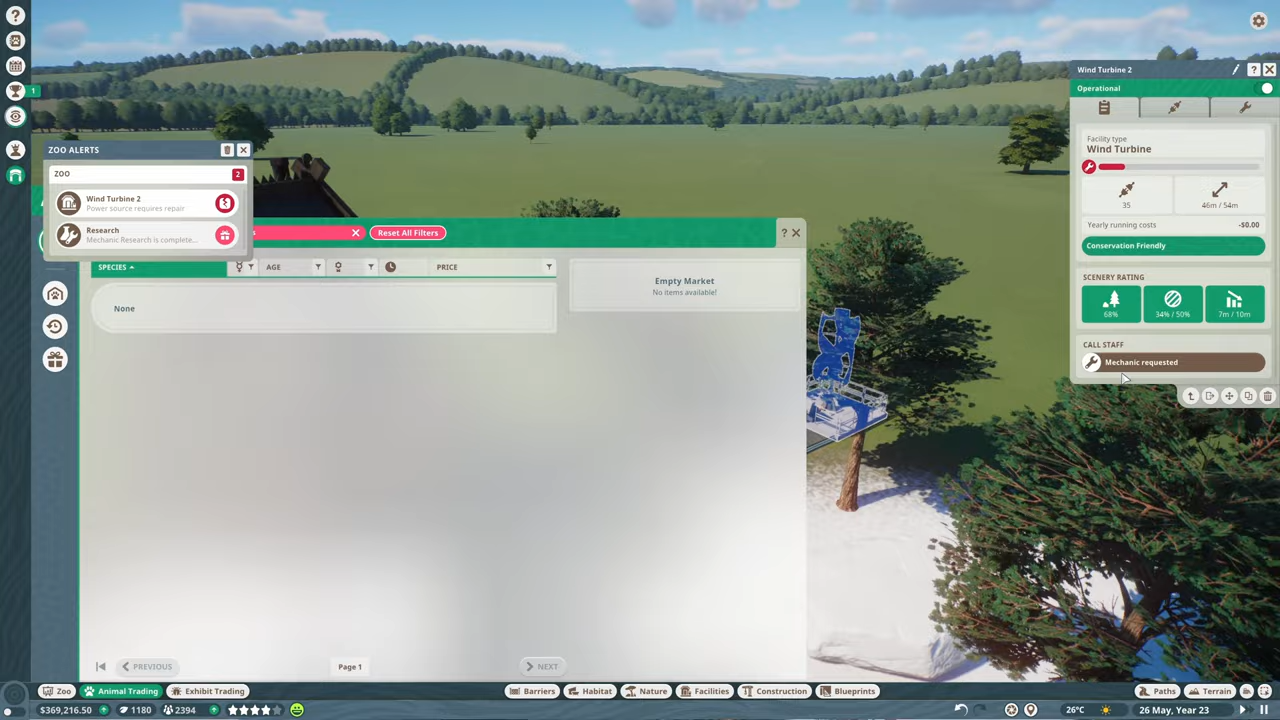 Wind Turbine 2
?
Operational
1
ZOO ALERTS
ZOO
2
Wind Turbine 2
Power source requires repair
Research
Mechanic Research is complete...
s
Reset All Filters
?
SPECIES
AGE
PRICE
None
Empty Market
No items available!
PREVIOUS
Page 1
NEXT
Facility type
Wind Turbine
35
46m / 54m
Yearly running costs
-$0.00
Conservation Friendly
SCENERY RATING
68%
34% / 50%
7m / 10m
CALL STAFF
Mechanic requested
Zoo
Animal Trading
Exhibit Trading
Barriers
Habitat
Nature
Facilities
Construction
Blueprints
Paths
Terrain
$369,216.50
1180
2394
26°C
26 May, Year 23